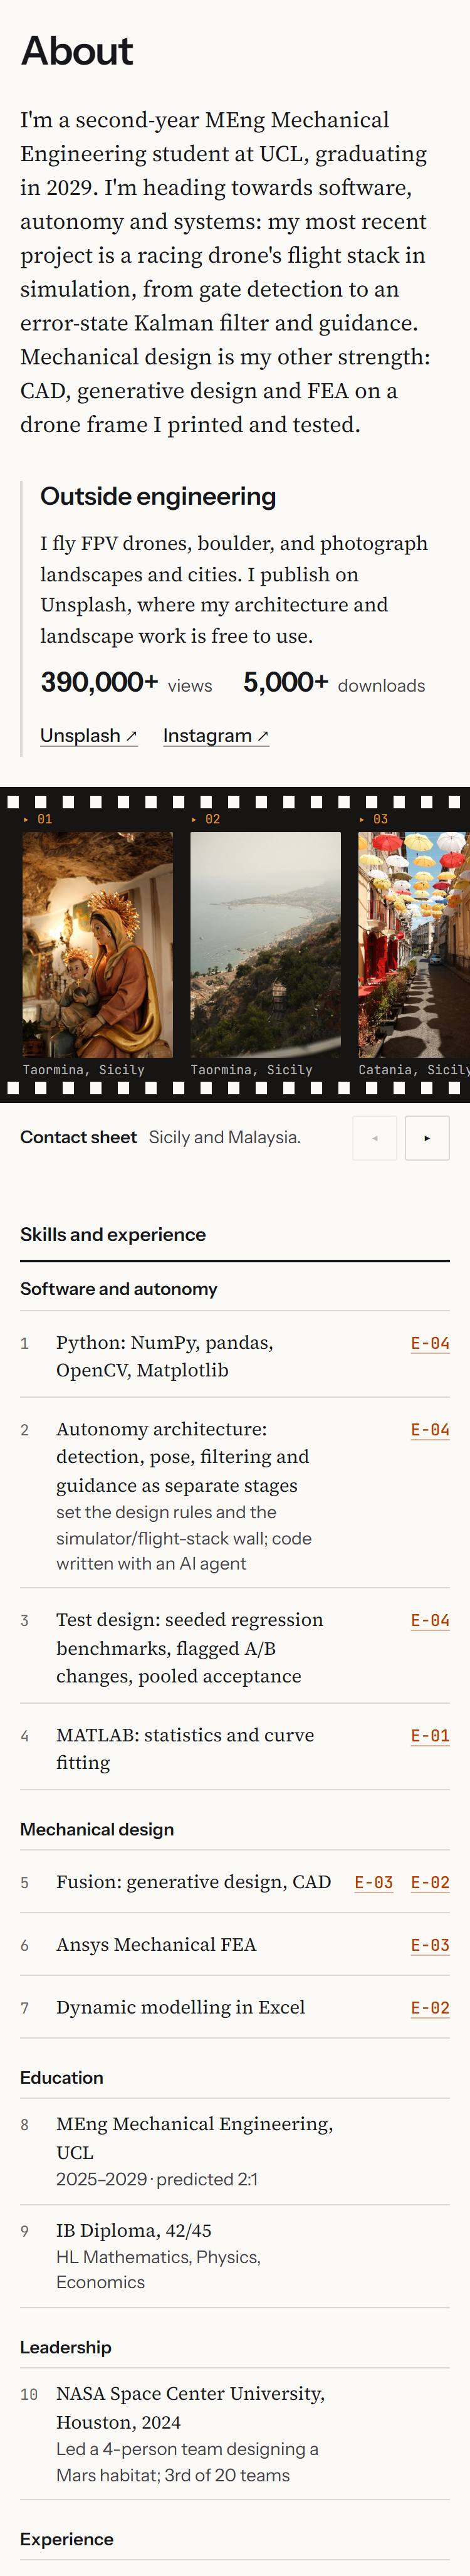 About
I'm a second-year MEng Mechanical
Engineering student at UCL, graduating
in 2029. I'm heading towards software,
autonomy and systems: my most recent
project is a racing drone's flight stack in
simulation, from gate detection to an
error-state Kalman filter and guidance.
Mechanical design is my other strength:
CAD, generative design and FEA on a
drone frame I printed and tested.
Outside engineering
I fly FPV drones, boulder, and photograph
landscapes and cities. I publish on
Unsplash, where my architecture and
landscape work is free to use.
390,000+ views 5,000+ downloads
Unsplash ↗ Instagram ↗
▸ 01 ▸ 02 ▸ 03
Taormina, Sicily Taormina, Sicily Catania, Sicily
Contact sheet Sicily and Malaysia. ◂ ▸
Skills and experience
Software and autonomy
1 Python: NumPy, pandas, E-04
OpenCV, Matplotlib
2 Autonomy architecture: E-04
detection, pose, filtering and
guidance as separate stages
set the design rules and the
simulator/flight-stack wall; code
written with an AI agent
3 Test design: seeded regression E-04
benchmarks, flagged A/B
changes, pooled acceptance
4 MATLAB: statistics and curve E-01
fitting
Mechanical design
5 Fusion: generative design, CAD E-03 E-02
6 Ansys Mechanical FEA E-03
7 Dynamic modelling in Excel E-02
Education
8 MEng Mechanical Engineering,
UCL
2025–2029 · predicted 2:1
9 IB Diploma, 42/45
HL Mathematics, Physics,
Economics
Leadership
10 NASA Space Center University,
Houston, 2024
Led a 4-person team designing a
Mars habitat; 3rd of 20 teams
Experience